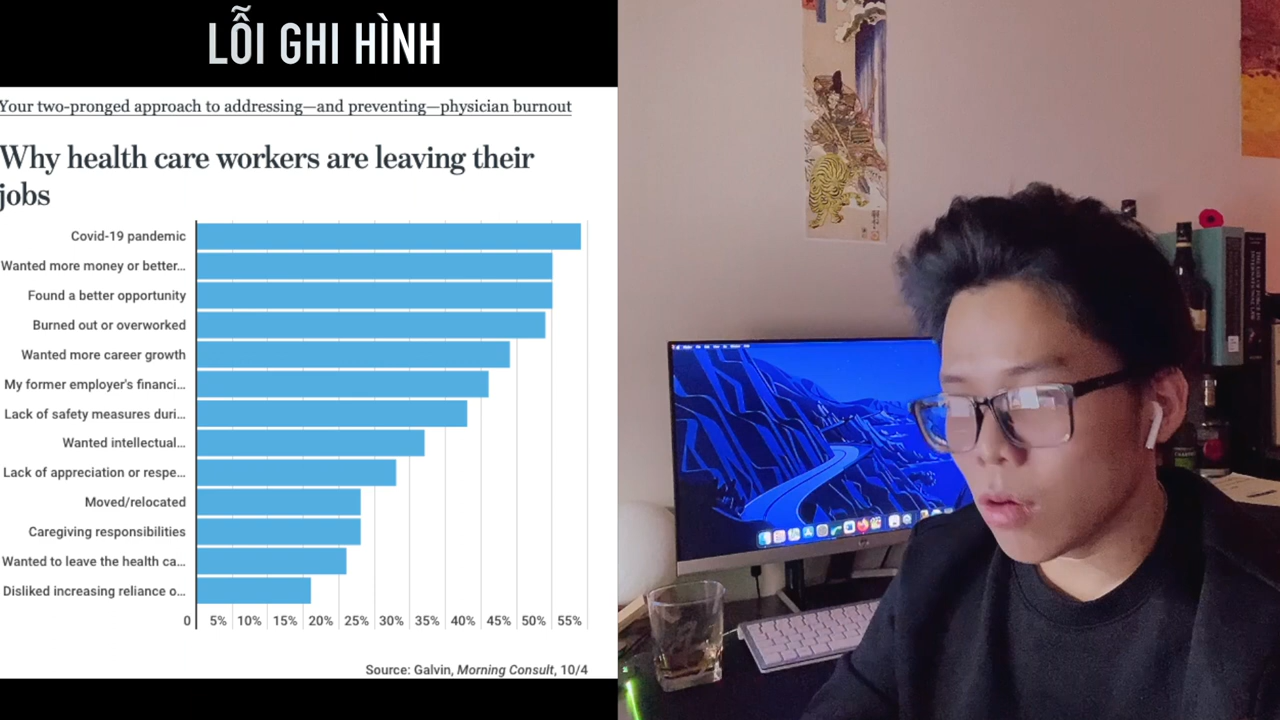 LỖI GHI HÌNH
Your two-pronged approach to addressing—and preventing—physician burnout
Why health care workers are leaving their
jobs
Covid-19 pandemic
Wanted more money or better...
Found a better opportunity
Burned out or overworked
Wanted more career growth
My former employer's financi...
Lack of safety measures duri...
Wanted intellectual...
Lack of appreciation or respe...
Moved/relocated
Caregiving responsibilities
Wanted to leave the health ca...
Disliked increasing reliance o...
0 5% 10% 15% 20% 25% 30% 35% 40% 45% 50% 55%
Source: Galvin, Morning Consult, 10/4